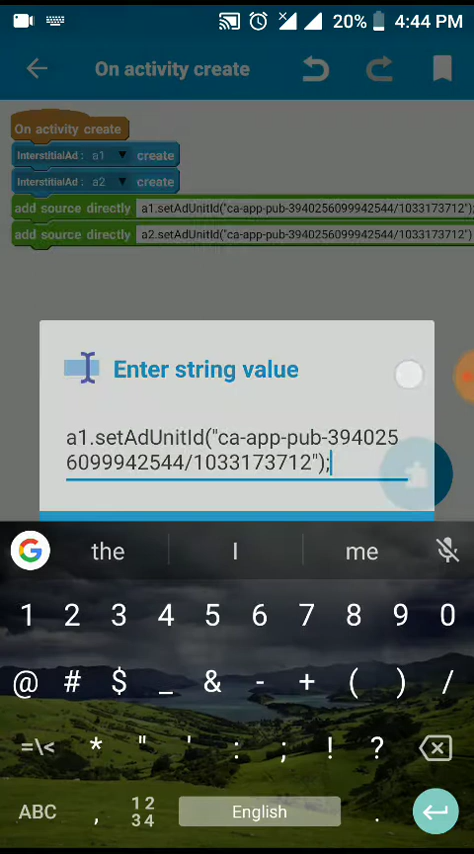 20% 4:44 PM
On activity create
On activity create
InterstitialAd : a1 create
InterstitialAd : a2 create
add source directly a1.setAdUnitId("ca-app-pub-3940256099942544/1033173712");
add source directly a2.setAdUnitId("ca-app-pub-3940256099942544/1033173712")
Enter string value
a1.setAdUnitId("ca-app-pub-394025
6099942544/1033173712");
the I me
1 2 3 4 5 6 7 8 9 0
@ # $ _ & - + ( ) /
=\< * " ' : ; ! ?
ABC , 12 English .
34